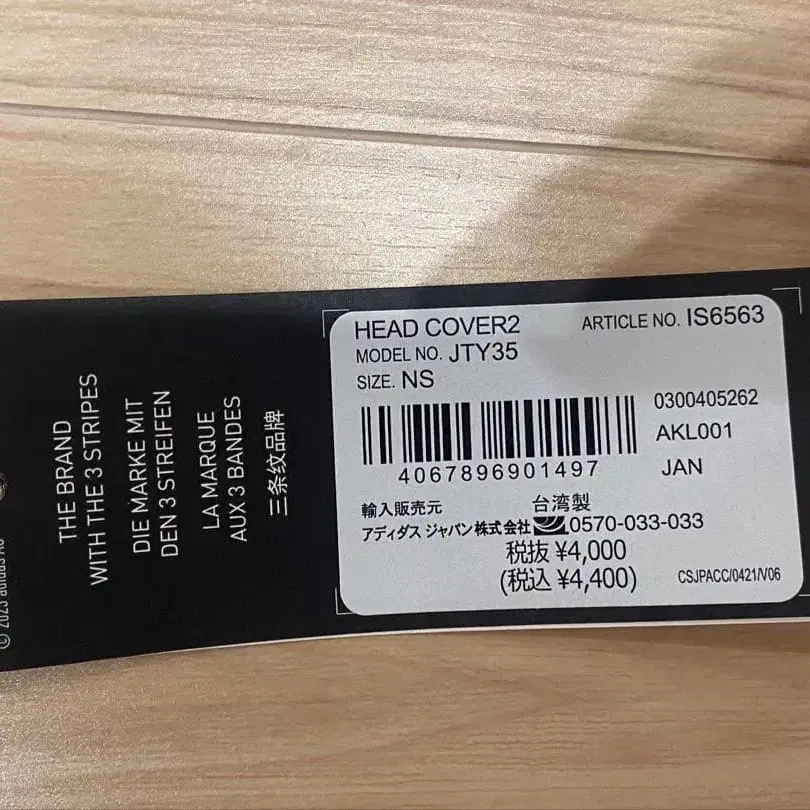 THE BRAND
WITH THE 3 STRIPES
DIE MARKE MIT
DEN 3 STREIFEN
LA MARQUE
AUX 3 BANDES
三条纹品牌
© 2023 adidas AG
HEAD COVER2
ARTICLE NO. IS6563
MODEL NO. JTY35
SIZE. NS
0300405262
AKL001
4067896901497
JAN
輸入販売元
台湾製
アディダス ジャパン株式会社 0570-033-033
税抜 ¥4,000
(税込 ¥4,400)
CSJPACC/0421/V06